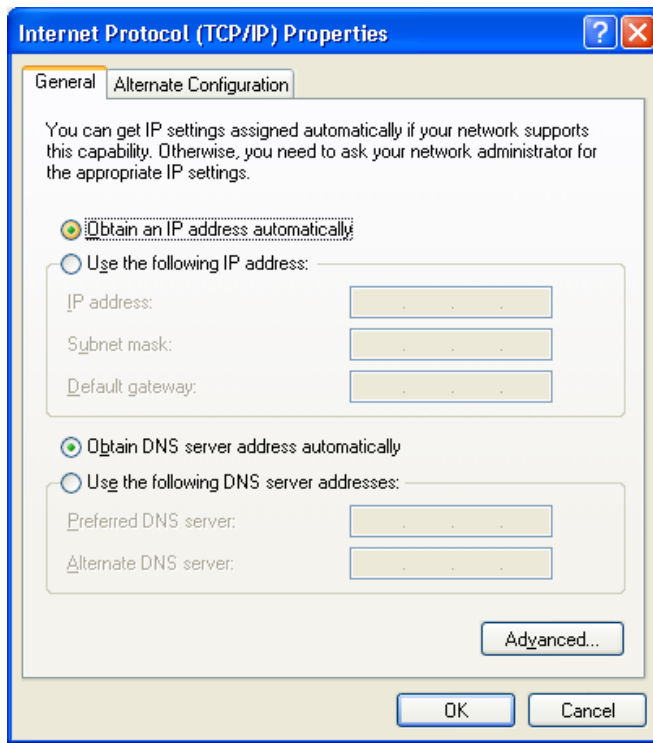 Internet Protocol (TCP/IP) Properties
General
Alternate Configuration
You can get IP settings assigned automatically if your network supports
this capability. Otherwise, you need to ask your network administrator for
the appropriate IP settings.
Obtain an IP address automatically
Use the following IP address:
IP address:
Subnet mask:
Default gateway:
Obtain DNS server address automatically
Use the following DNS server addresses:
Preferred DNS server:
Alternate DNS server:
Advanced...
OK
Cancel